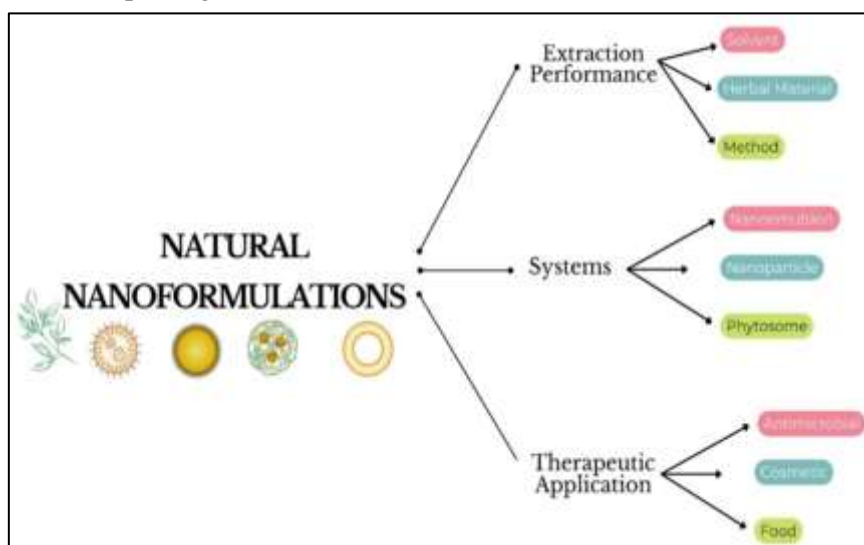 NATURAL
NANOFORMULATIONS
Extraction
Performance
Solvent
Herbal Material
Method
Systems
Nanoemulsion
Nanoparticle
Phytosome
Therapeutic
Application
Antimicrobial
Cosmetic
Food